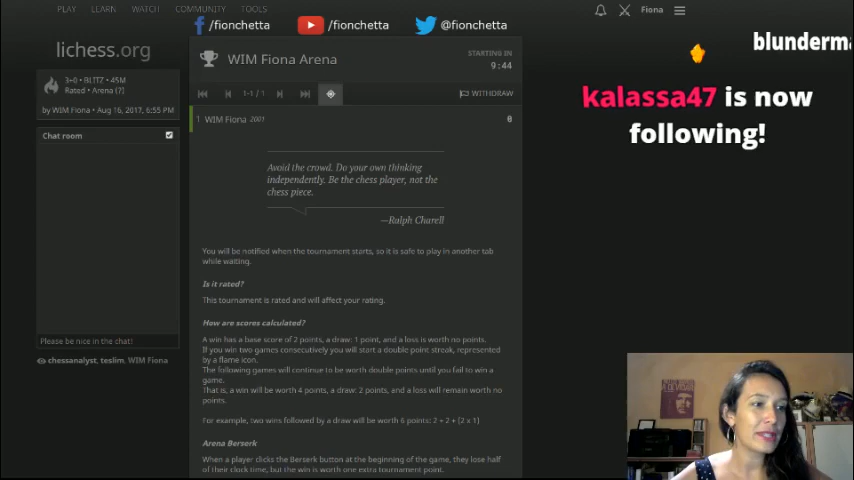 PLAY LEARN WATCH COMMUNITY TOOLS
Fiona
/fionchetta /fionchetta @fionchetta
lichess.org
blunderma
WIM Fiona Arena
STARTING IN
9:44
3+0 • BLITZ • 45M
Rated • Arena (7)
by WIM Fiona • Aug 16, 2017, 6:55 PM
1-1 / 1
WITHDRAW
kalassa47 is now
following!
Chat room
1 WIM Fiona 2001 0
Avoid the crowd. Do your own thinking
independently. Be the chess player, not the
chess piece.
—Ralph Charell
You will be notified when the tournament starts, so it is safe to play in another tab
while waiting.
Is it rated?
This tournament is rated and will affect your rating.
How are scores calculated?
A win has a base score of 2 points, a draw: 1 point, and a loss is worth no points.
If you win two games consecutively you will start a double point streak, represented
by a flame icon.
The following games will continue to be worth double points until you fail to win a
game.
That is, a win will be worth 4 points, a draw: 2 points, and a loss will remain worth no
points.
For example, two wins followed by a draw will be worth 6 points: 2 + 2 + (2 x 1)
Arena Berserk
When a player clicks the Berserk button at the beginning of the game, they lose half
of their clock time, but the win is worth one extra tournament point.
Please be nice in the chat!
chessanalyst, teslim, WIM Fiona